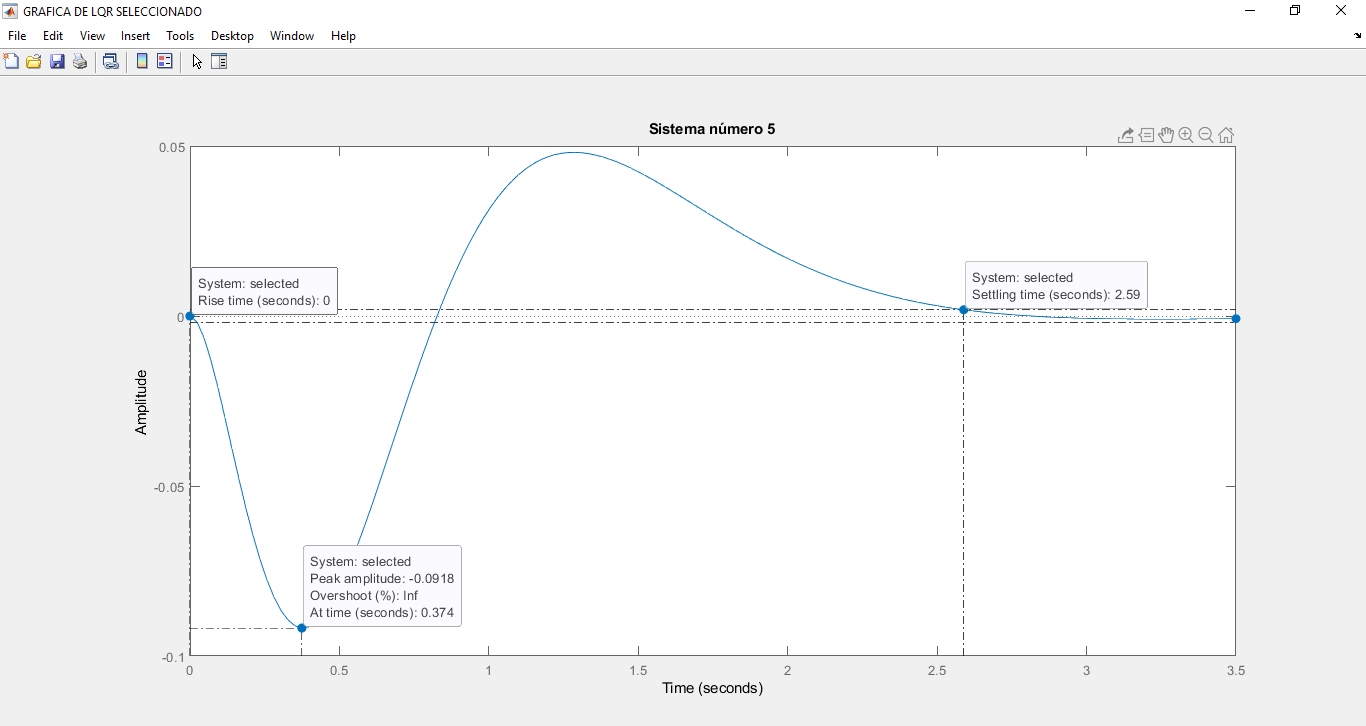 GRAFICA DE LQR SELECCIONADO
File Edit View Insert Tools Desktop Window Help
Sistema número 5
0.05
System: selected
Rise time (seconds): 0
System: selected
Settling time (seconds): 2.59
0
Amplitude
-0.05
System: selected
Peak amplitude: -0.0918
Overshoot (%): Inf
At time (seconds): 0.374
-0.1
0 0.5 1 1.5 2 2.5 3 3.5
Time (seconds)